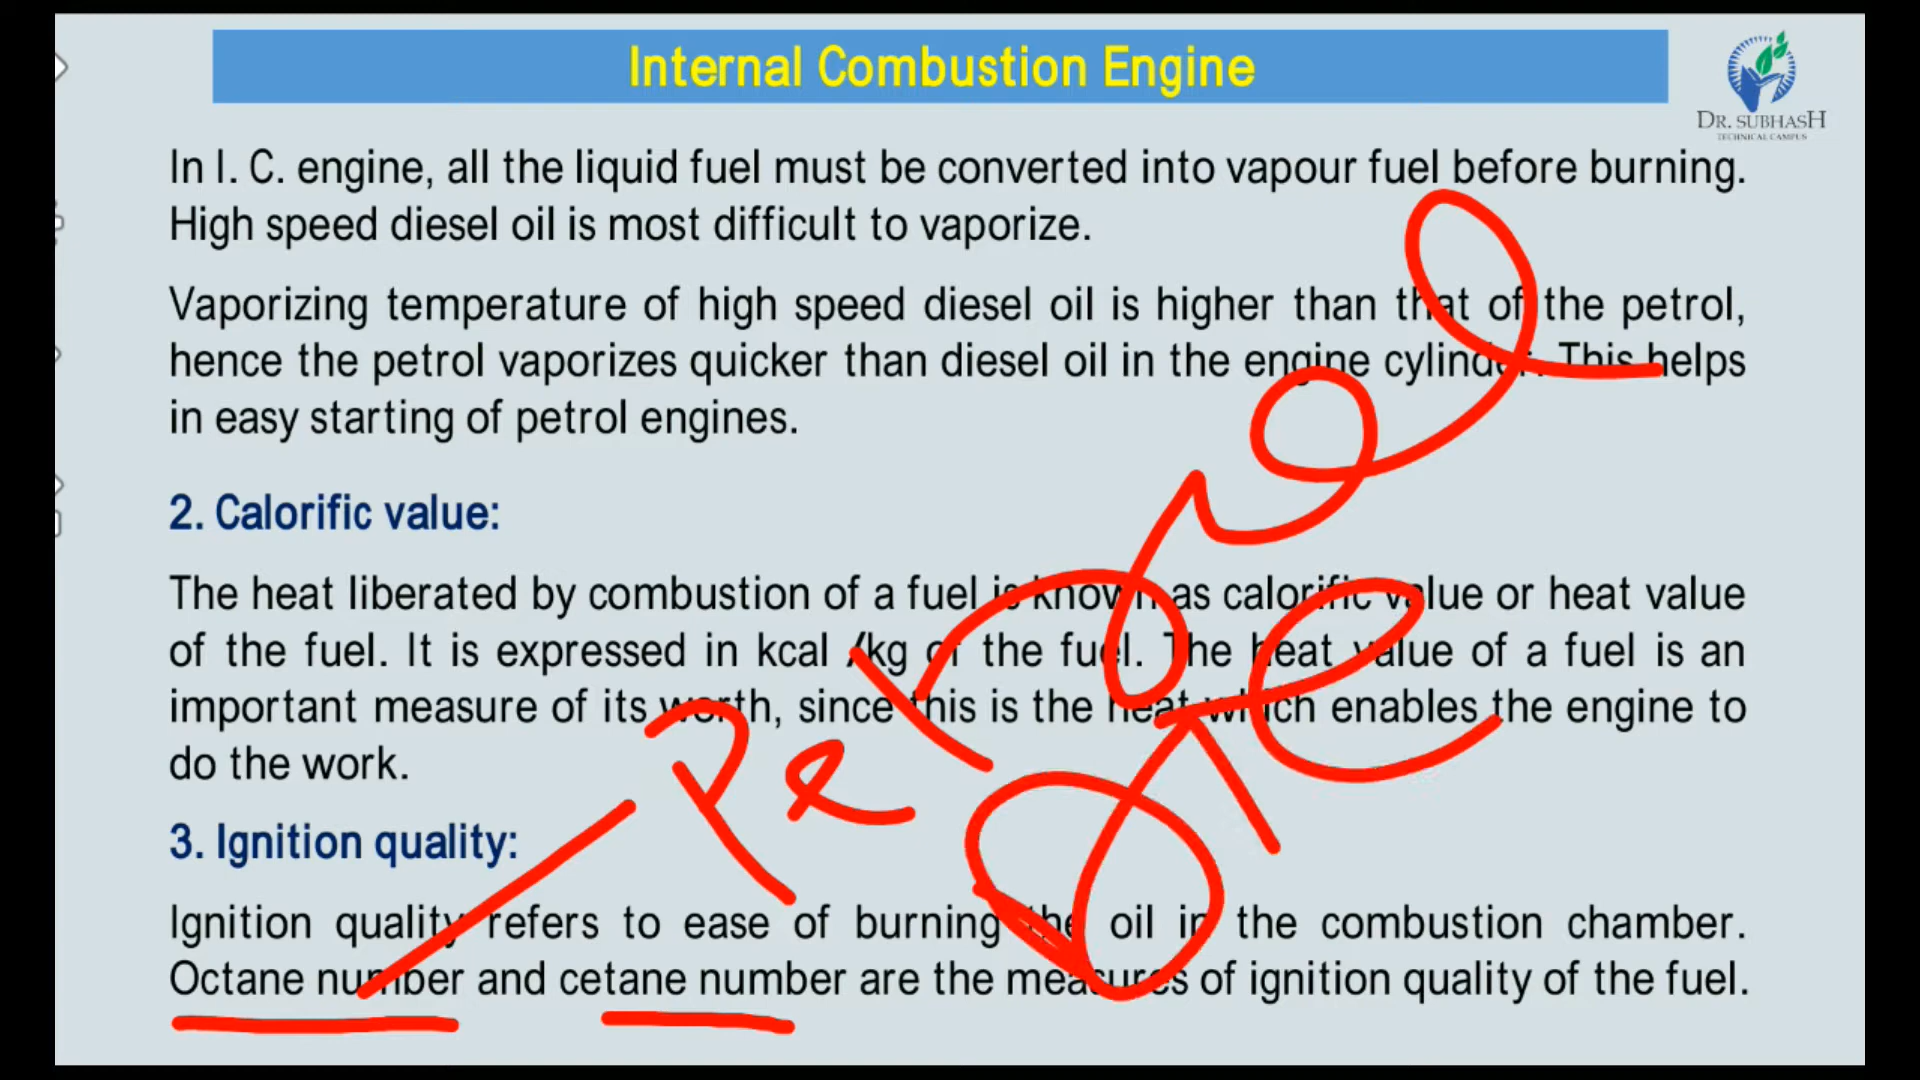 Internal Combustion Engine
DR. SUBHASH
TECHNICAL CAMPUS
In I. C. engine, all the liquid fuel must be converted into vapour fuel before burning.
High speed diesel oil is most difficult to vaporize.
Vaporizing temperature of high speed diesel oil is higher than that of the petrol,
hence the petrol vaporizes quicker than diesel oil in the engine cylinder. This helps
in easy starting of petrol engines.
2. Calorific value:
The heat liberated by combustion of a fuel is known as calorific value or heat value
of the fuel. It is expressed in kcal /kg of the fuel. The heat value of a fuel is an
important measure of its worth, since this is the heat which enables the engine to
do the work.
3. Ignition quality:
Ignition quality refers to ease of burning the oil in the combustion chamber.
Octane number and cetane number are the measures of ignition quality of the fuel.